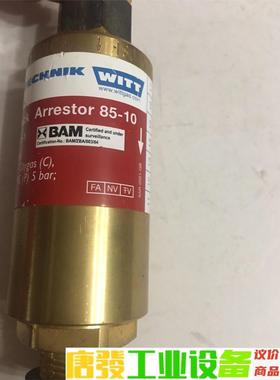 ECHNIK WITT
www.wittgas.com
Arrestor 85-10
BAM Certified and under
surveillance
Certification-No.: BAM/ZBA/003/04
gas (C),
(P) 5 bar;
FA NV TV
唐發工业设备
议价
商品